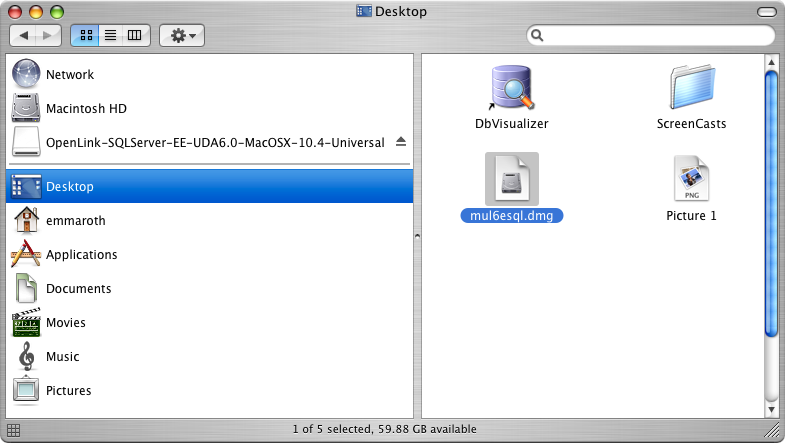 Desktop
Network
Macintosh HD
OpenLink-SQLServer-EE-UDA6.0-MacOSX-10.4-Universal
Desktop
emmaroth
Applications
Documents
Movies
Music
Pictures
DbVisualizer
ScreenCasts
mul6esql.dmg
PNG
Picture 1
1 of 5 selected, 59.88 GB available